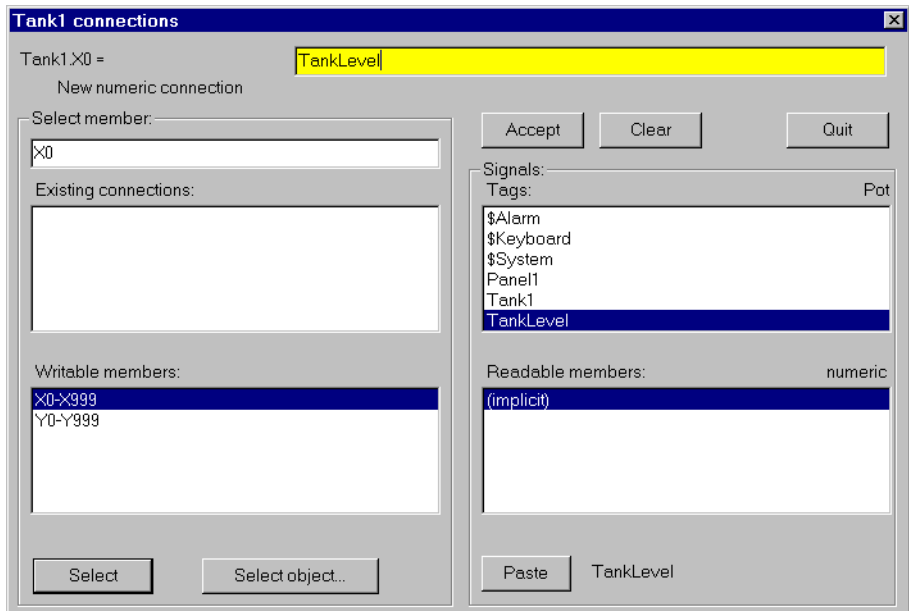 Tank1 connections
Tank1.X0 =
TankLevel
New numeric connection
Select member:
X0
Existing connections:
Writable members:
X0-X999
Y0-Y999
Select
Select object...
Accept
Clear
Quit
Signals:
Tags:
Pot
$Alarm
$Keyboard
$System
Panel1
Tank1
TankLevel
Readable members:
numeric
(implicit)
Paste
TankLevel